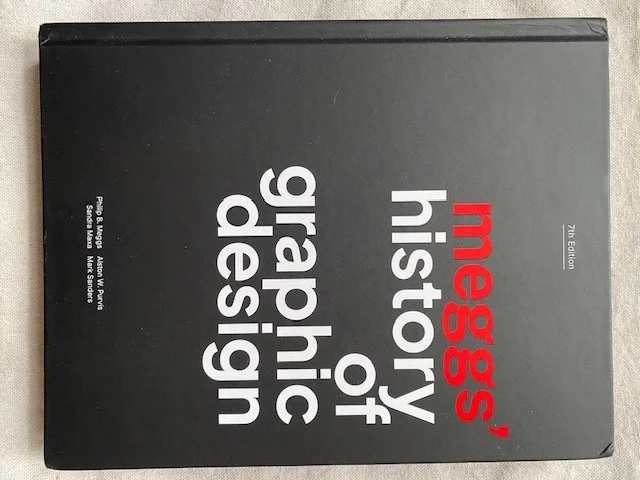 7th Edition
meggs'
history
of
graphic
design
Philip B. Meggs Alston W. Purvis
Sandra Maxa Mark Sanders